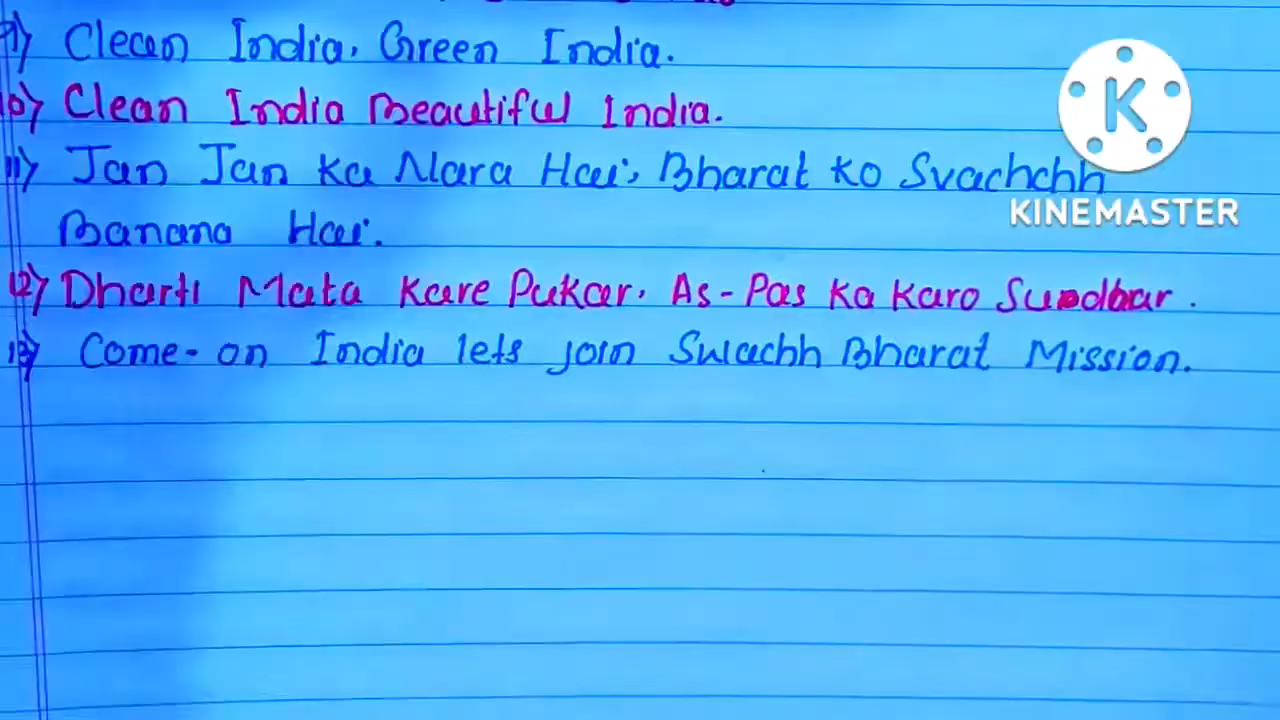 9) Clean India, Green India.
10) Clean India Beautiful India.
11) Jan Jan Ka Nara Hai, Bharat Ko Svachchh
Banana Hai.
12) Dharti Mata Kare Pukar. As-Pas Ka Karo Sundhar.
13) Come-on India lets join Swachh Bharat Mission.
K
KINEMASTER